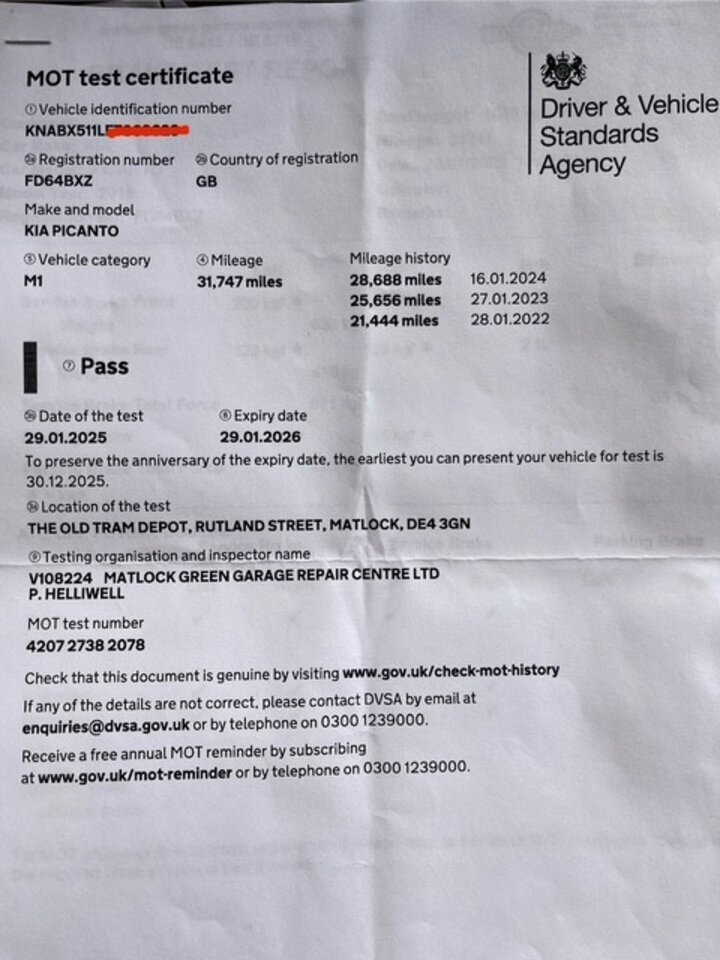 MOT test certificate
Driver & Vehicle
Standards
Agency
① Vehicle identification number
KNABX511L
Registration number
Country of registration
FD64BXZ
GB
Make and model
KIA PICANTO
⑤ Vehicle category
④ Mileage
Mileage history
M1
31,747 miles
28,688 miles 16.01.2024
25,656 miles 27.01.2023
21,444 miles 28.01.2022
⑦ Pass
Date of the test
⑧ Expiry date
29.01.2025
29.01.2026
To preserve the anniversary of the expiry date, the earliest you can present your vehicle for test is
30.12.2025.
Location of the test
THE OLD TRAM DEPOT, RUTLAND STREET, MATLOCK, DE4 3GN
⑨ Testing organisation and inspector name
V108224 MATLOCK GREEN GARAGE REPAIR CENTRE LTD
P. HELLIWELL
MOT test number
4207 2738 2078
Check that this document is genuine by visiting www.gov.uk/check-mot-history
If any of the details are not correct, please contact DVSA by email at
enquiries@dvsa.gov.uk or by telephone on 0300 1239000.
Receive a free annual MOT reminder by subscribing
at www.gov.uk/mot-reminder or by telephone on 0300 1239000.